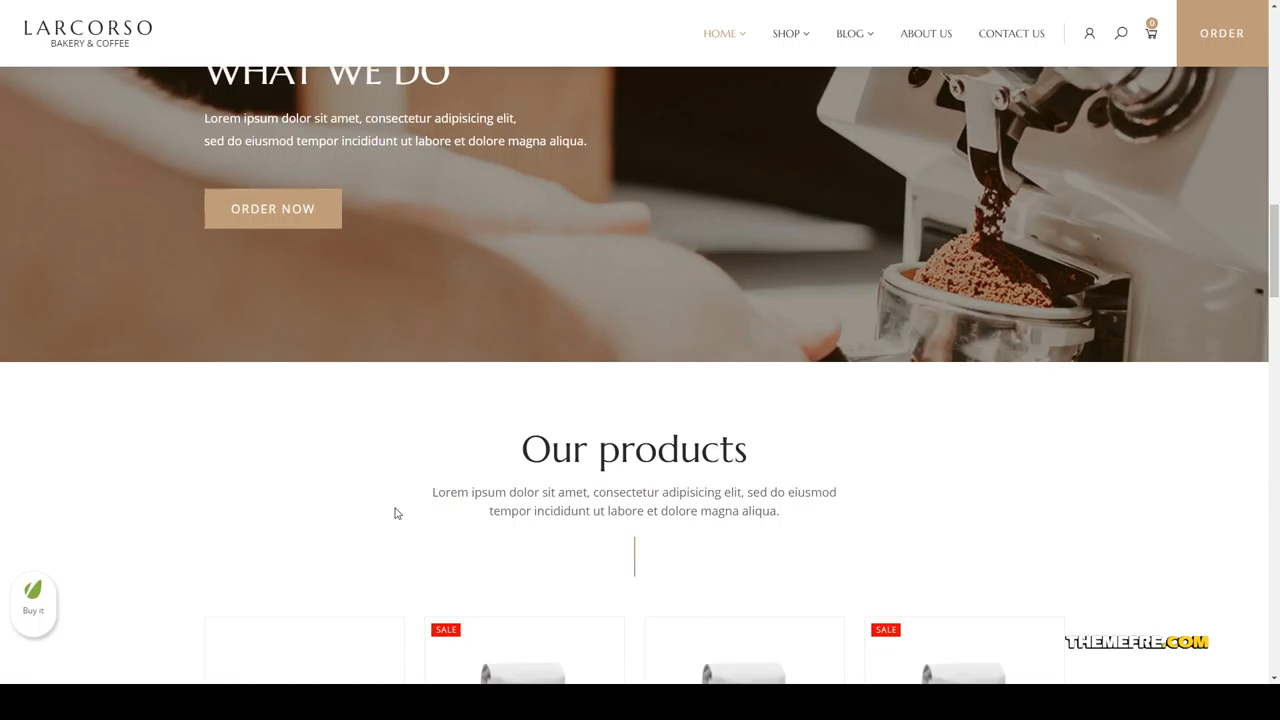 LARCORSO
BAKERY & COFFEE
HOME
SHOP
BLOG
ABOUT US
CONTACT US
0
ORDER
WHAT WE DO
Lorem ipsum dolor sit amet, consectetur adipisicing elit,
sed do eiusmod tempor incididunt ut labore et dolore magna aliqua.
ORDER NOW
Our products
Lorem ipsum dolor sit amet, consectetur adipisicing elit, sed do eiusmod
tempor incididunt ut labore et dolore magna aliqua.
Buy it
SALE
SALE
THEMEFRE.COM